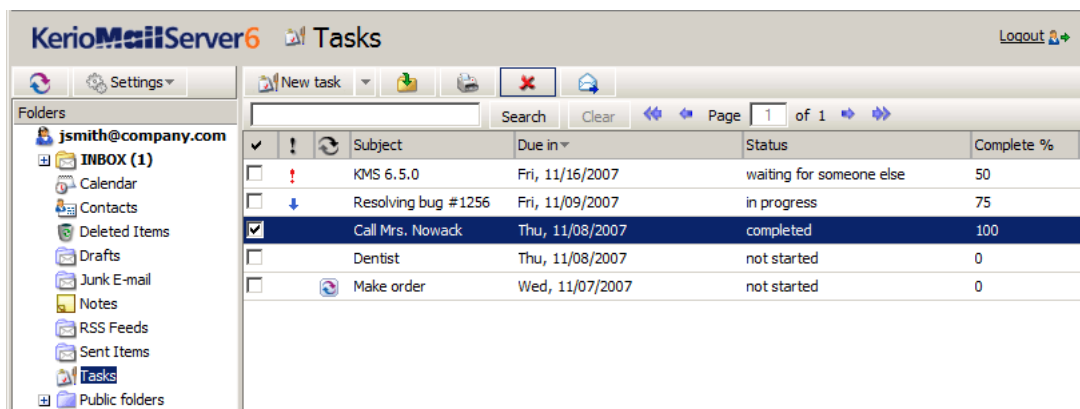 KerioMailServer6 Tasks Logout
Settings New task
Folders Search Clear Page 1 of 1
jsmith@company.com
! Subject Due in Status Complete %
INBOX (1)
Calendar
Contacts
Deleted Items
Drafts
Junk E-mail
Notes
RSS Feeds
Sent Items
Tasks
Public folders
! KMS 6.5.0 Fri, 11/16/2007 waiting for someone else 50
Resolving bug #1256 Fri, 11/09/2007 in progress 75
Call Mrs. Nowack Thu, 11/08/2007 completed 100
Dentist Thu, 11/08/2007 not started 0
Make order Wed, 11/07/2007 not started 0